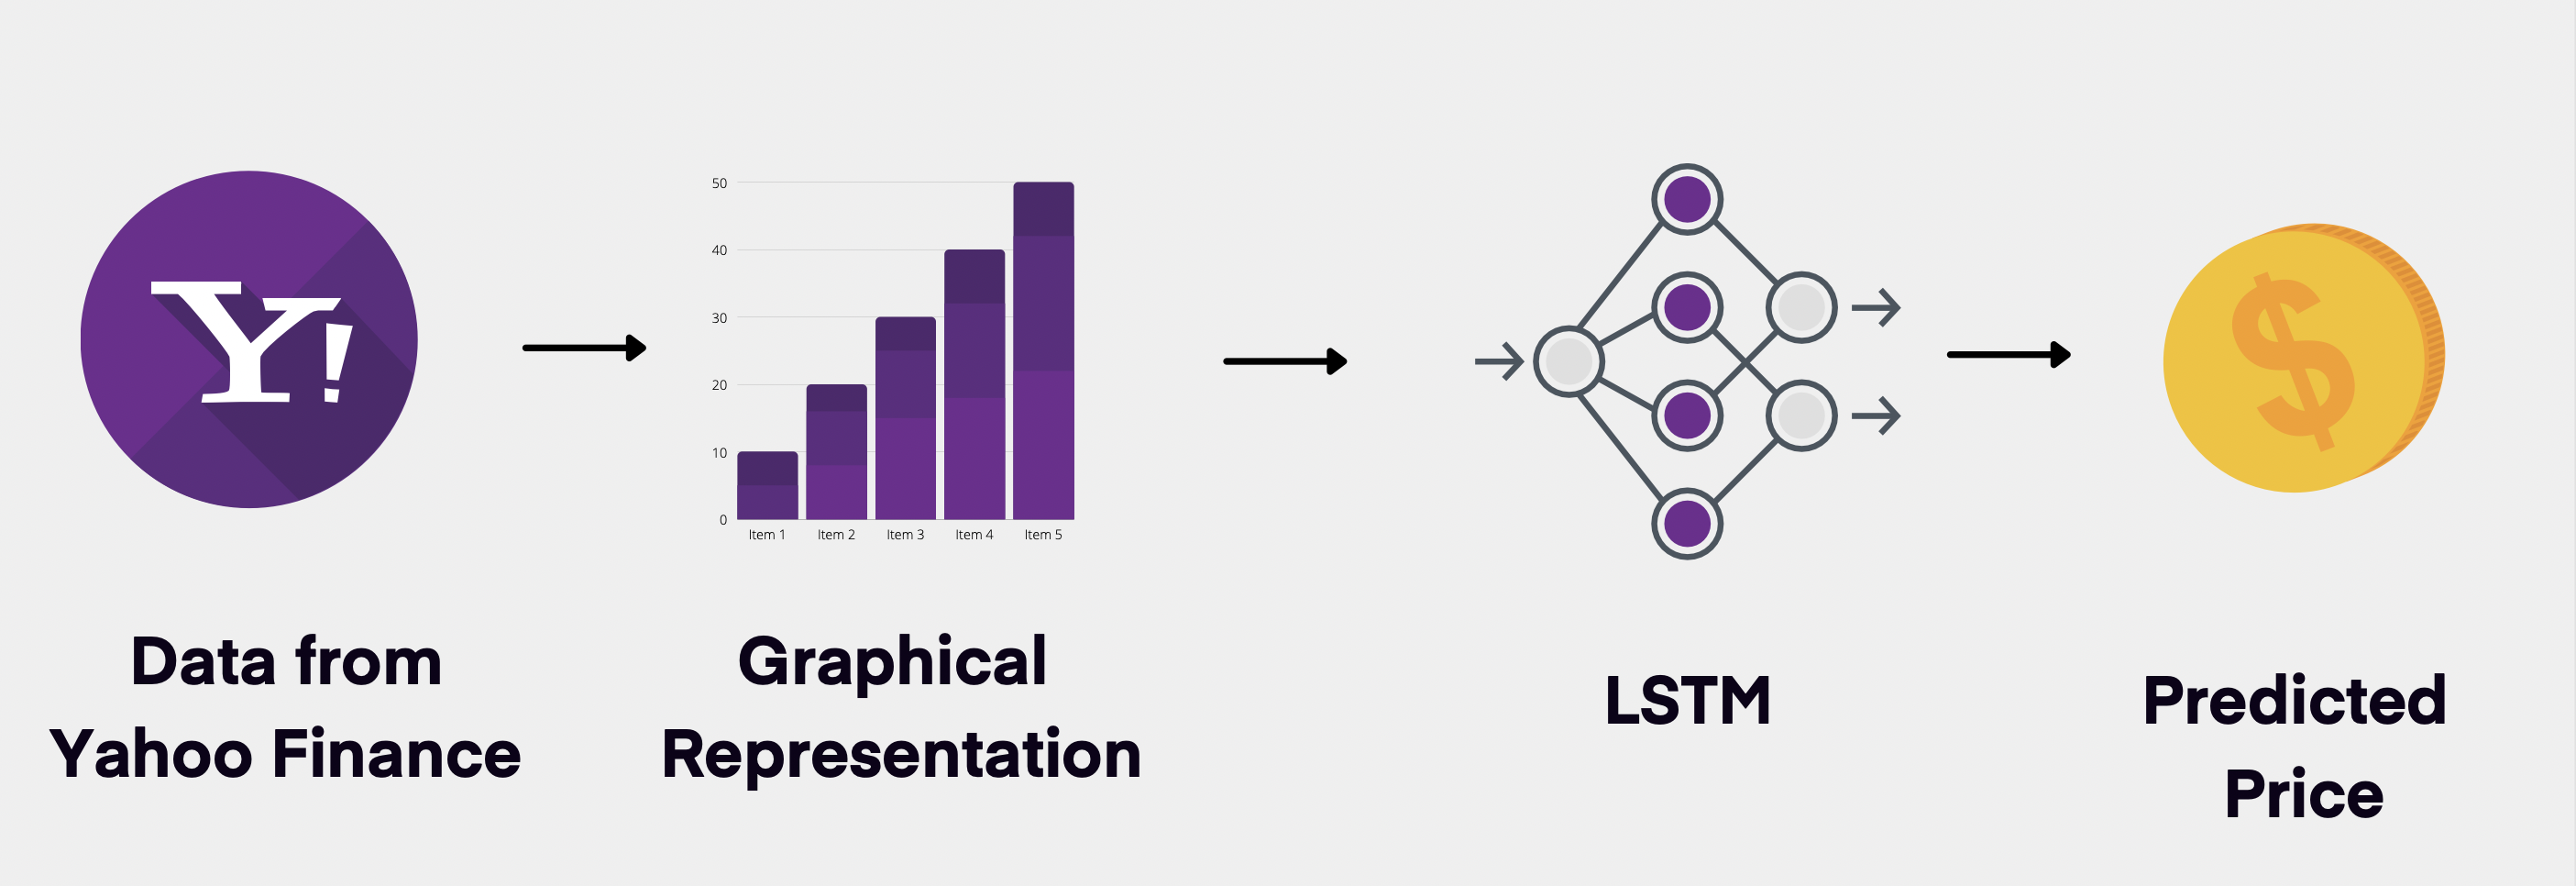 Y!
50
40
30
20
10
0
Item 1 Item 2 Item 3 Item 4 Item 5
Data from
Yahoo Finance
Graphical
Representation
LSTM
$
Predicted
Price